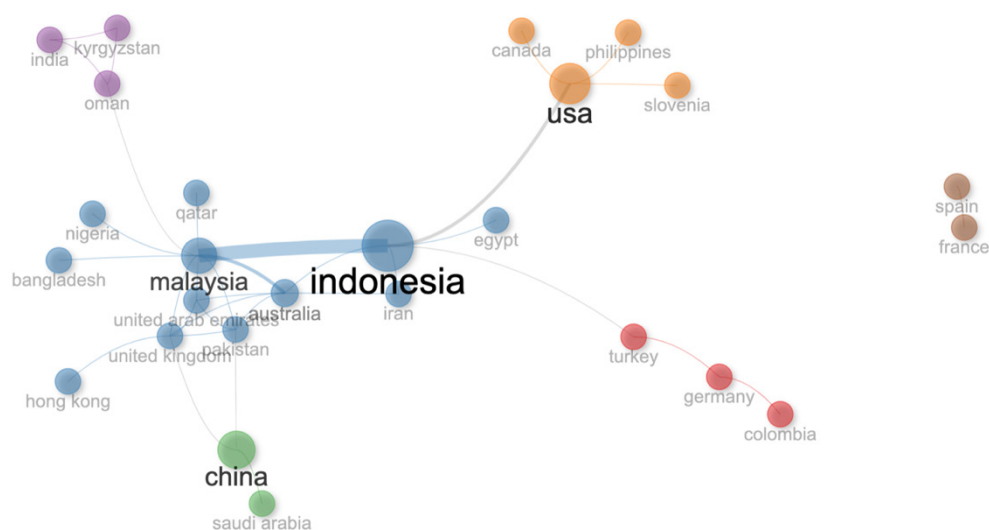 india
kyrgyzstan
oman
canada
philippines
usa
slovenia
qatar
nigeria
bangladesh
malaysia
indonesia
egypt
spain
france
united arab emirates
australia
iran
united kingdom
pakistan
hong kong
turkey
germany
colombia
china
saudi arabia